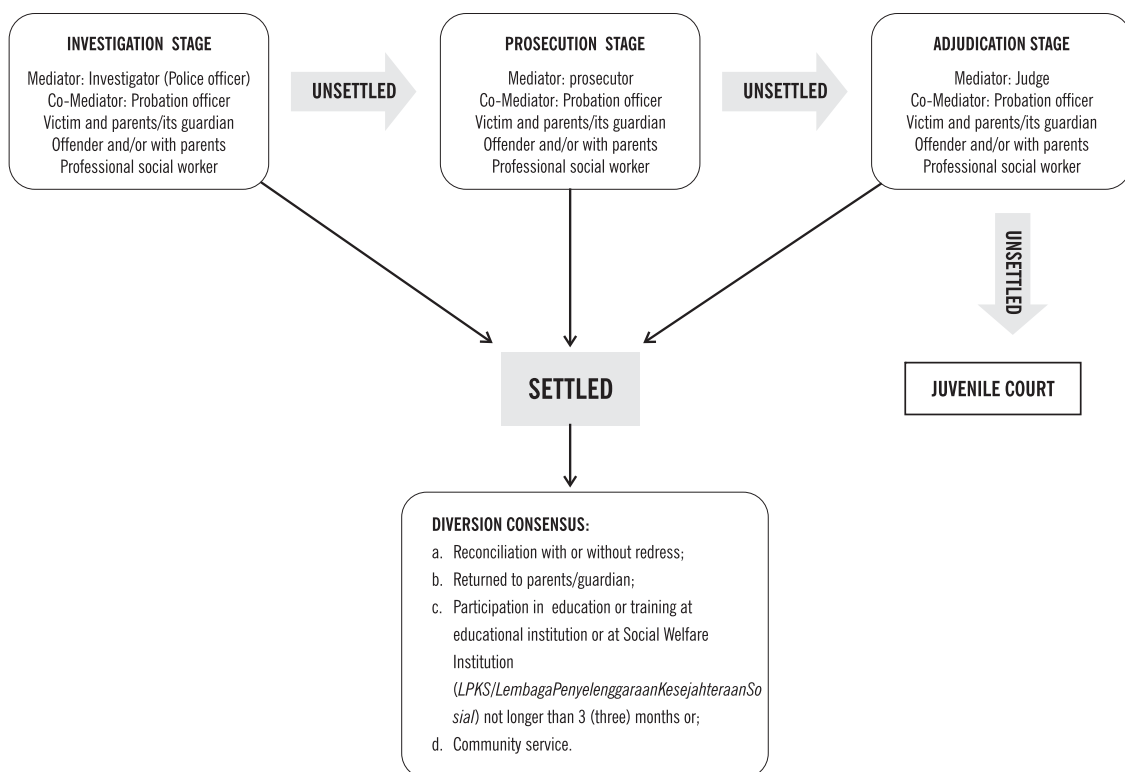 INVESTIGATION STAGE
Mediator: Investigator (Police officer)
Co-Mediator: Probation officer
Victim and parents/its guardian
Offender and/or with parents
Professional social worker
UNSETTLED
PROSECUTION STAGE
Mediator: prosecutor
Co-Mediator: Probation officer
Victim and parents/its guardian
Offender and/or with parents
Professional social worker
UNSETTLED
ADJUDICATION STAGE
Mediator: Judge
Co-Mediator: Probation officer
Victim and parents/its guardian
Offender and/or with parents
Professional social worker
UNSETTLED
JUVENILE COURT
SETTLED
DIVERSION CONSENSUS:
a. Reconciliation with or without redress;
b. Returned to parents/guardian;
c. Participation in education or training at
educational institution or at Social Welfare
Institution
(LPKS/LembagaPenyelenggaraanKesejahteraanSo
sial) not longer than 3 (three) months or;
d. Community service.